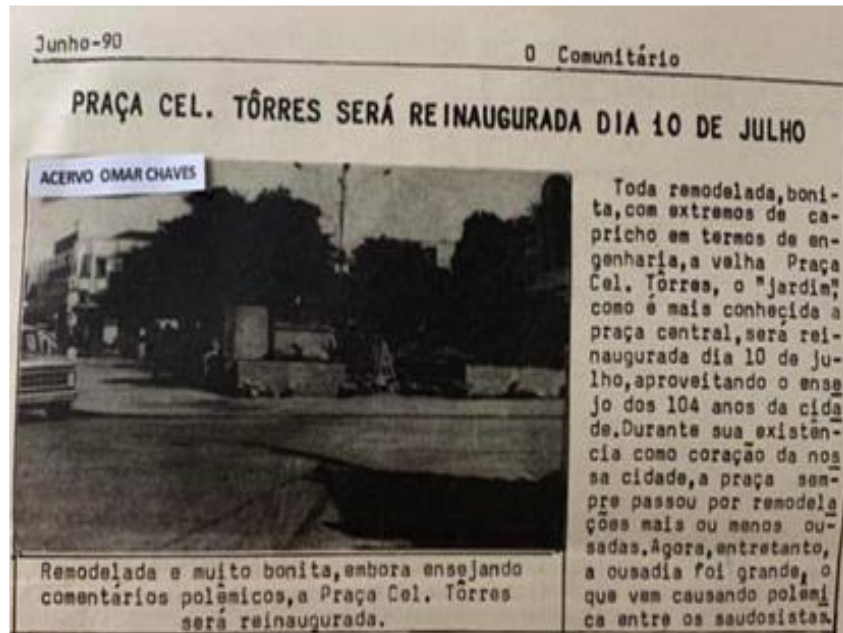 Junho-90
O Comunitário
PRAÇA CEL. TÔRRES SERÁ REINAUGURADA DIA 10 DE JULHO
ACERVO OMAR CHAVES
Remodelada e muito bonita,embora ensejando
comentários polêmicos,a Praça Cel. Tôrres
será reinaugurada.
Toda remodelada,boni-
ta,com extremos de ca-
pricho em termos de en-
genharia,a velha Praça
Cel. Tôrres, o "jardim",
como é mais conhecida a
praça central,será rei-
naugurada dia 10 de ju-
lho,aproveitando o ense
jo dos 104 anos da cida
de.Durante sua existên-
cia como coração da nos
sa cidade,a praça sem-
pre passou por remodela
ções mais ou menos ou-
sadas.Agora,entretanto,
a ousadia foi grande, o
que vem causando polêmi
ca entre os saudosistas.